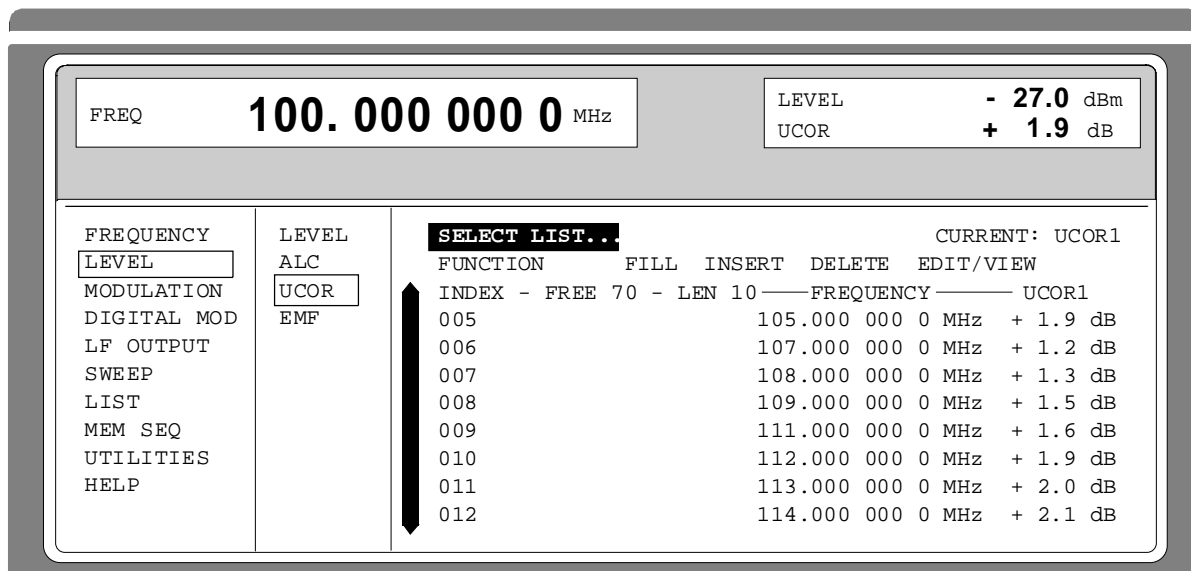 FREQ 100. 000 000 0 MHz
LEVEL - 27.0 dBm
UCOR + 1.9 dB
FREQUENCY
LEVEL
MODULATION
DIGITAL MOD
LF OUTPUT
SWEEP
LIST
MEM SEQ
UTILITIES
HELP
LEVEL
ALC
UCOR
EMF
SELECT LIST... CURRENT: UCOR1
FUNCTION FILL INSERT DELETE EDIT/VIEW
INDEX - FREE 70 - LEN 10 FREQUENCY UCOR1
005 105.000 000 0 MHz + 1.9 dB
006 107.000 000 0 MHz + 1.2 dB
007 108.000 000 0 MHz + 1.3 dB
008 109.000 000 0 MHz + 1.5 dB
009 111.000 000 0 MHz + 1.6 dB
010 112.000 000 0 MHz + 1.9 dB
011 113.000 000 0 MHz + 2.0 dB
012 114.000 000 0 MHz + 2.1 dB